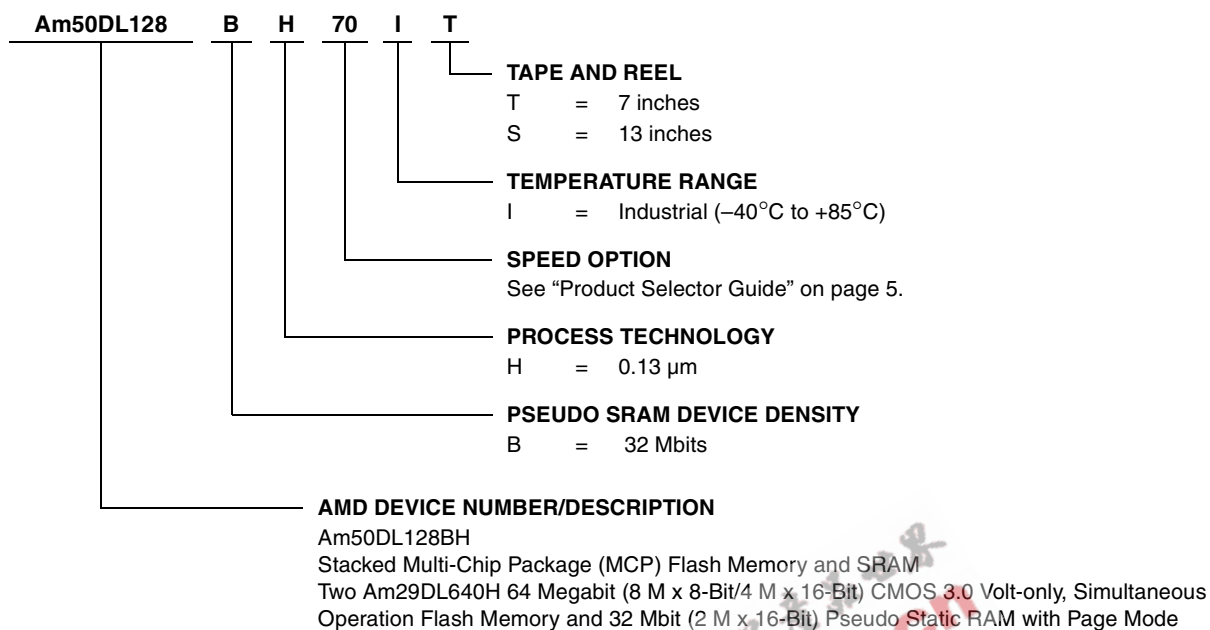 Am50DL128 B H 70 I T
TAPE AND REEL
T = 7 inches
S = 13 inches
TEMPERATURE RANGE
I = Industrial (–40°C to +85°C)
SPEED OPTION
See “Product Selector Guide” on page 5.
PROCESS TECHNOLOGY
H = 0.13 µm
PSEUDO SRAM DEVICE DENSITY
B = 32 Mbits
AMD DEVICE NUMBER/DESCRIPTION
Am50DL128BH
Stacked Multi-Chip Package (MCP) Flash Memory and SRAM
Two Am29DL640H 64 Megabit (8 M x 8-Bit/4 M x 16-Bit) CMOS 3.0 Volt-only, Simultaneous
Operation Flash Memory and 32 Mbit (2 M x 16-Bit) Pseudo Static RAM with Page Mode